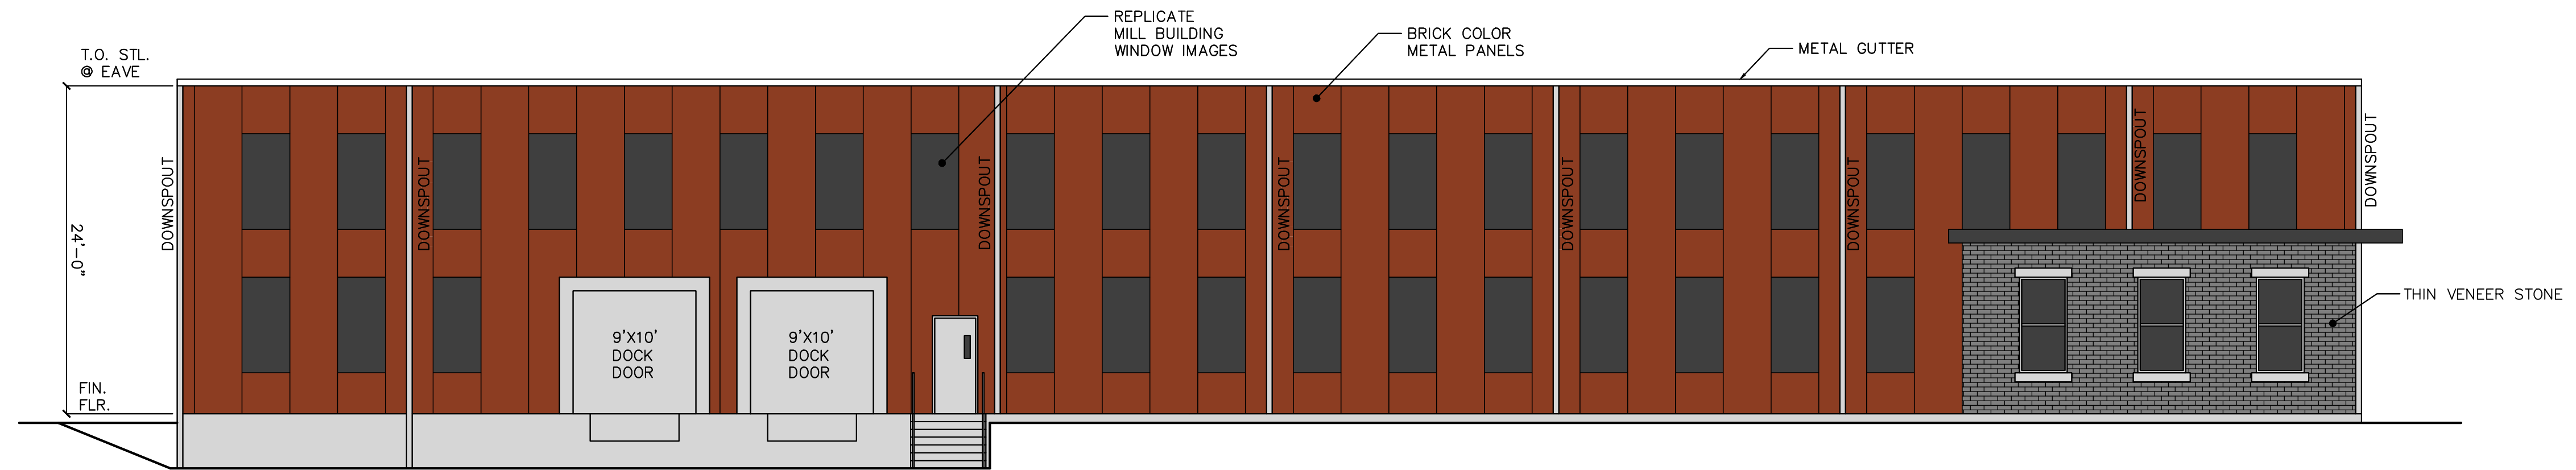 REPLICATE
MILL BUILDING
WINDOW IMAGES
BRICK COLOR
METAL PANELS
METAL GUTTER
T.O. STL.
@ EAVE
24'-0"
FIN.
FLR.
DOWNSPOUT
DOWNSPOUT
DOWNSPOUT
DOWNSPOUT
DOWNSPOUT
DOWNSPOUT
DOWNSPOUT
DOWNSPOUT
9'X10'
DOCK
DOOR
9'X10'
DOCK
DOOR
THIN VENEER STONE